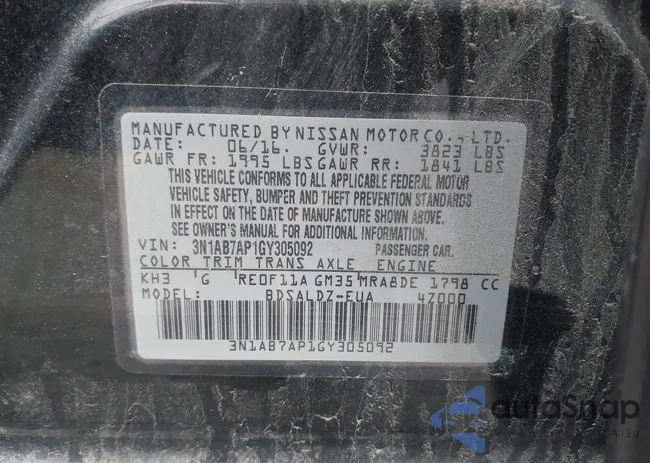 MANUFACTURED BY NISSAN MOTOR CO., LTD.
DATE: 06/16. GVWR: 3823 LBS
GAWR FR: 1995 LBS GAWR RR: 1841 LBS
THIS VEHICLE CONFORMS TO ALL APPLICABLE FEDERAL MOTOR
VEHICLE SAFETY, BUMPER AND THEFT PREVENTION STANDARDS
IN EFFECT ON THE DATE OF MANUFACTURE SHOWN ABOVE.
SEE OWNER'S MANUAL FOR ADDITIONAL INFORMATION
VIN: 3N1AB7AP1GY305092 PASSENGER CAR.
COLOR TRIM TRANS AXLE ENGINE
KH3 G RE0F11A GM35 MRA8DE 1798 CC
MODEL: BDSALDZ-EUA 4Z000
3N1AB7AP1GY305092
autoSnap